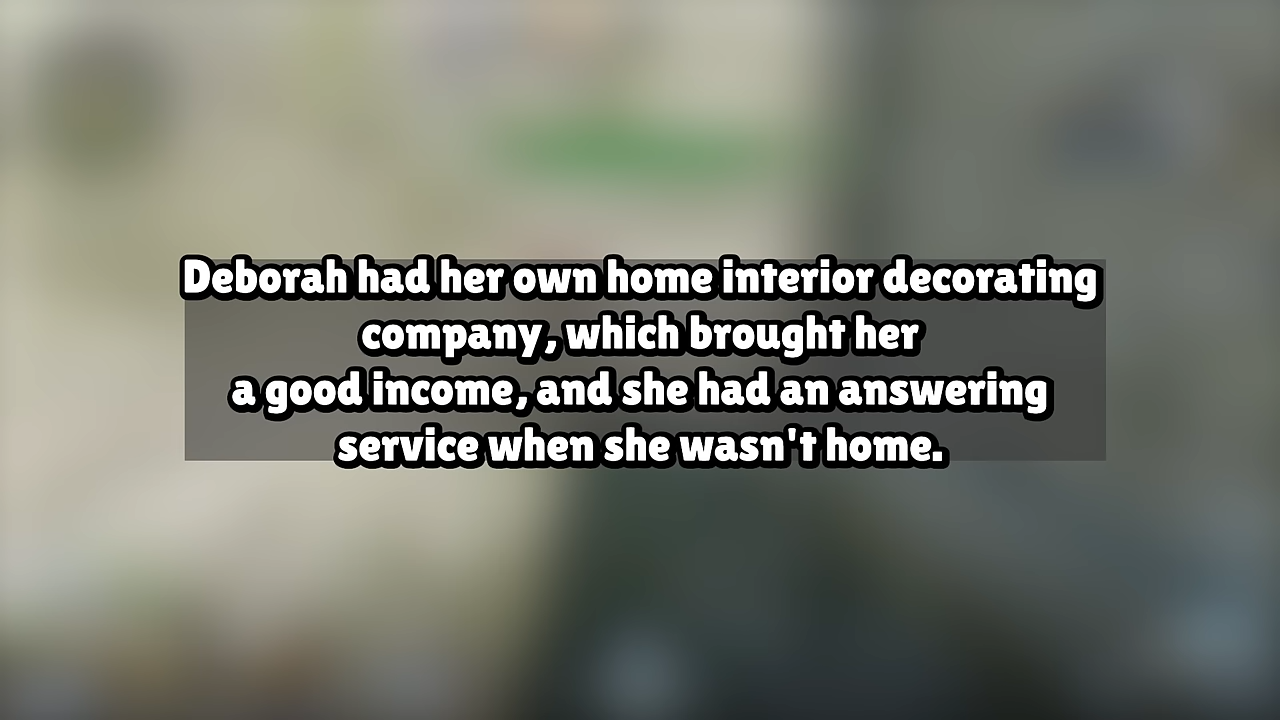 Deborah had her own home interior decorating
company, which brought her
a good income, and she had an answering
service when she wasn't home.